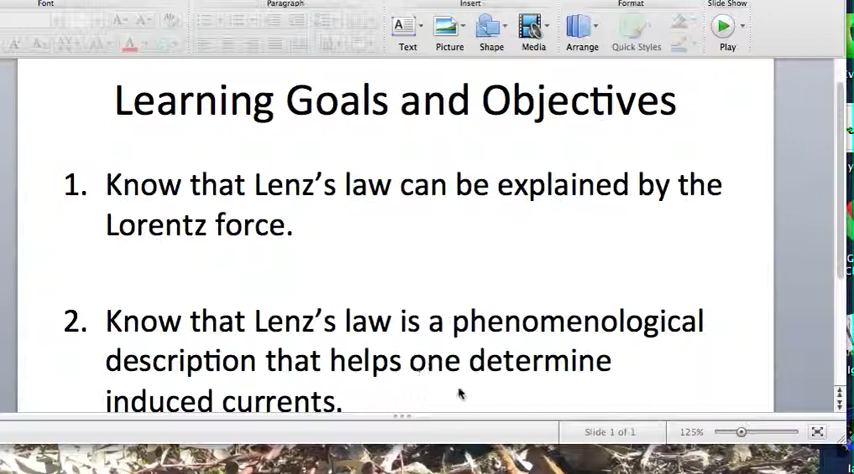 Font Paragraph Insert Format Slide Show
Text Picture Shape Media Arrange Quick Styles Play
Learning Goals and Objectives
1. Know that Lenz's law can be explained by the
Lorentz force.
2. Know that Lenz's law is a phenomenological
description that helps one determine
induced currents.
Slide 1 of 1 125%